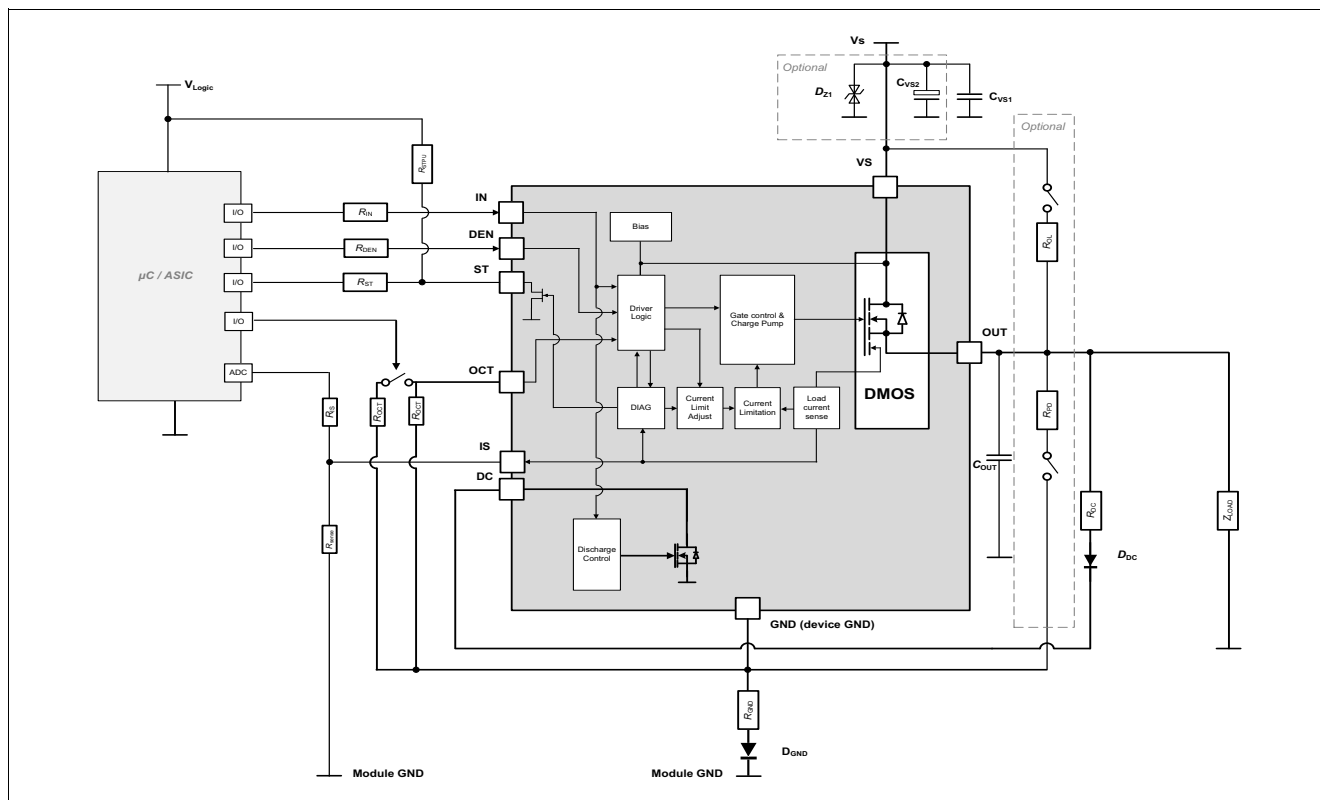 Vs
Optional
DZ1
CVS2
CVS1
VLogic
Optional
RSTPU
VS
IN
I/O
RIN
DEN
Bias
ROL
I/O
RDEN
µC / ASIC
ST
I/O
RST
Driver
Logic
Gate control &
Charge Pump
I/O
OUT
OCT
ADC
DMOS
RIS
ROCT
ROCT
DIAG
Current
Limit
Adjust
Current
Limitation
Load
current
sense
RPD
IS
COUT
DC
RDC
ZLOAD
Rsense
Discharge
Control
DDC
GND (device GND)
RGND
DGND
Module GND
Module GND